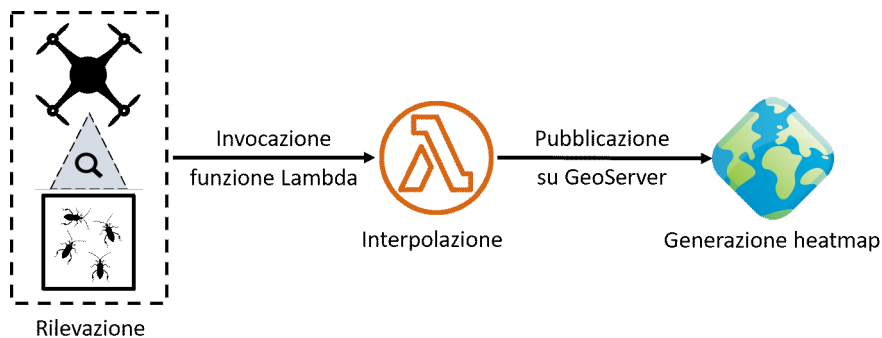 Invocazione
funzione Lambda
Pubblicazione
su GeoServer
Interpolazione
Generazione heatmap
Rilevazione